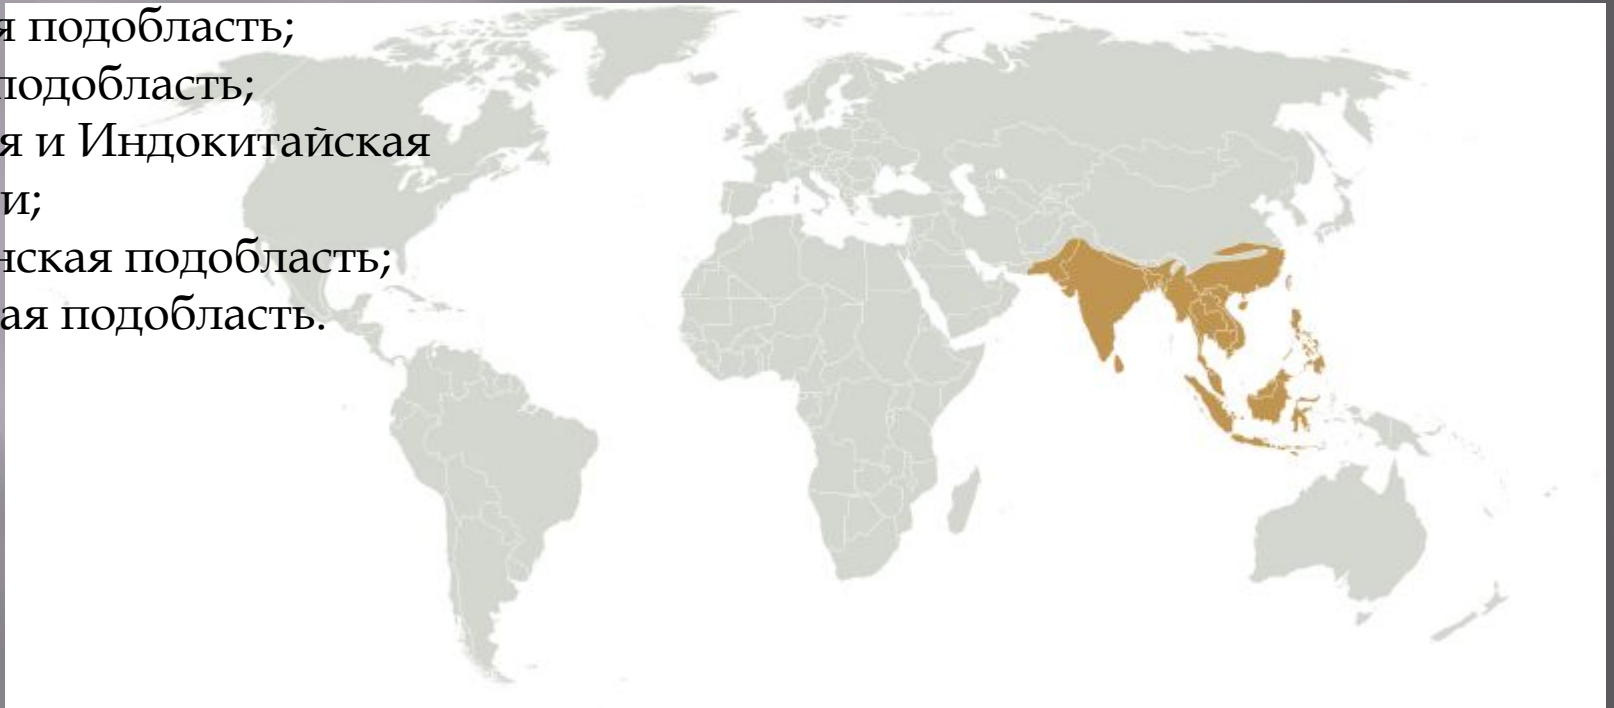 я подобласть;
подобласть;
я и Индокитайская
и;
нская подобласть;
ая подобласть.